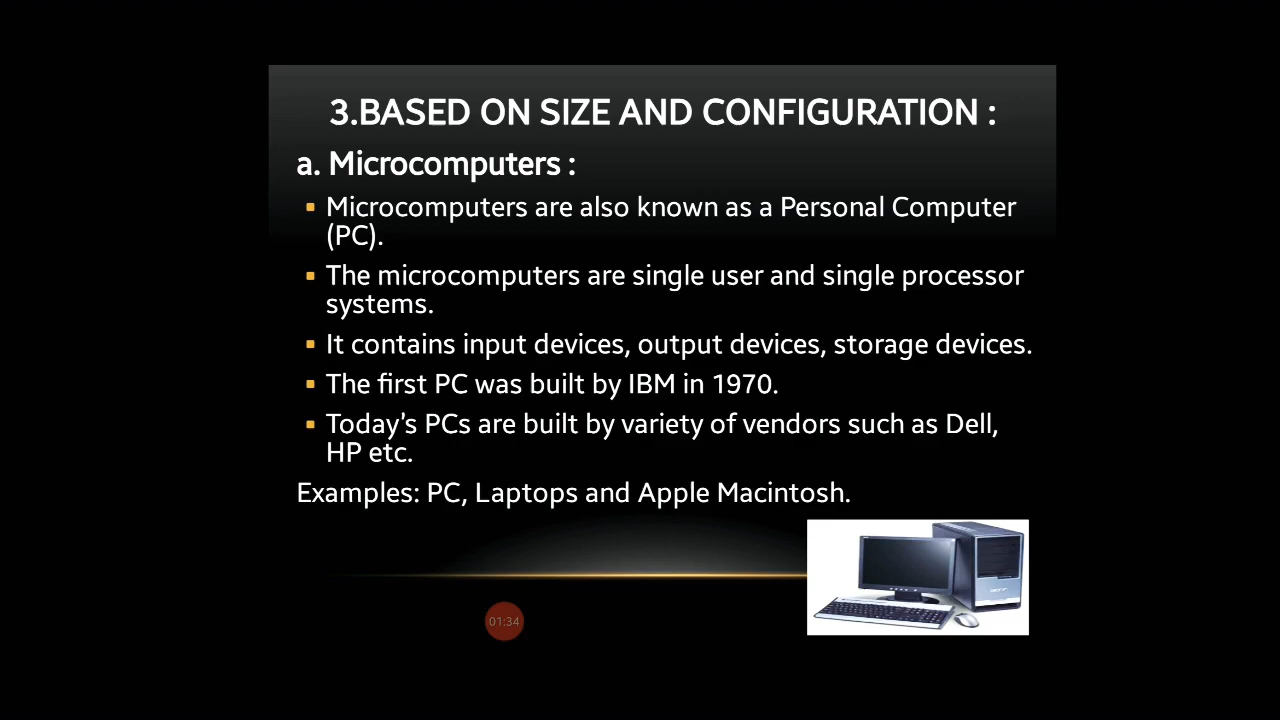 3.BASED ON SIZE AND CONFIGURATION :
a. Microcomputers :
▪ Microcomputers are also known as a Personal Computer
(PC).
▪ The microcomputers are single user and single processor
systems.
▪ It contains input devices, output devices, storage devices.
▪ The first PC was built by IBM in 1970.
▪ Today's PCs are built by variety of vendors such as Dell,
HP etc.
Examples: PC, Laptops and Apple Macintosh.
01:34